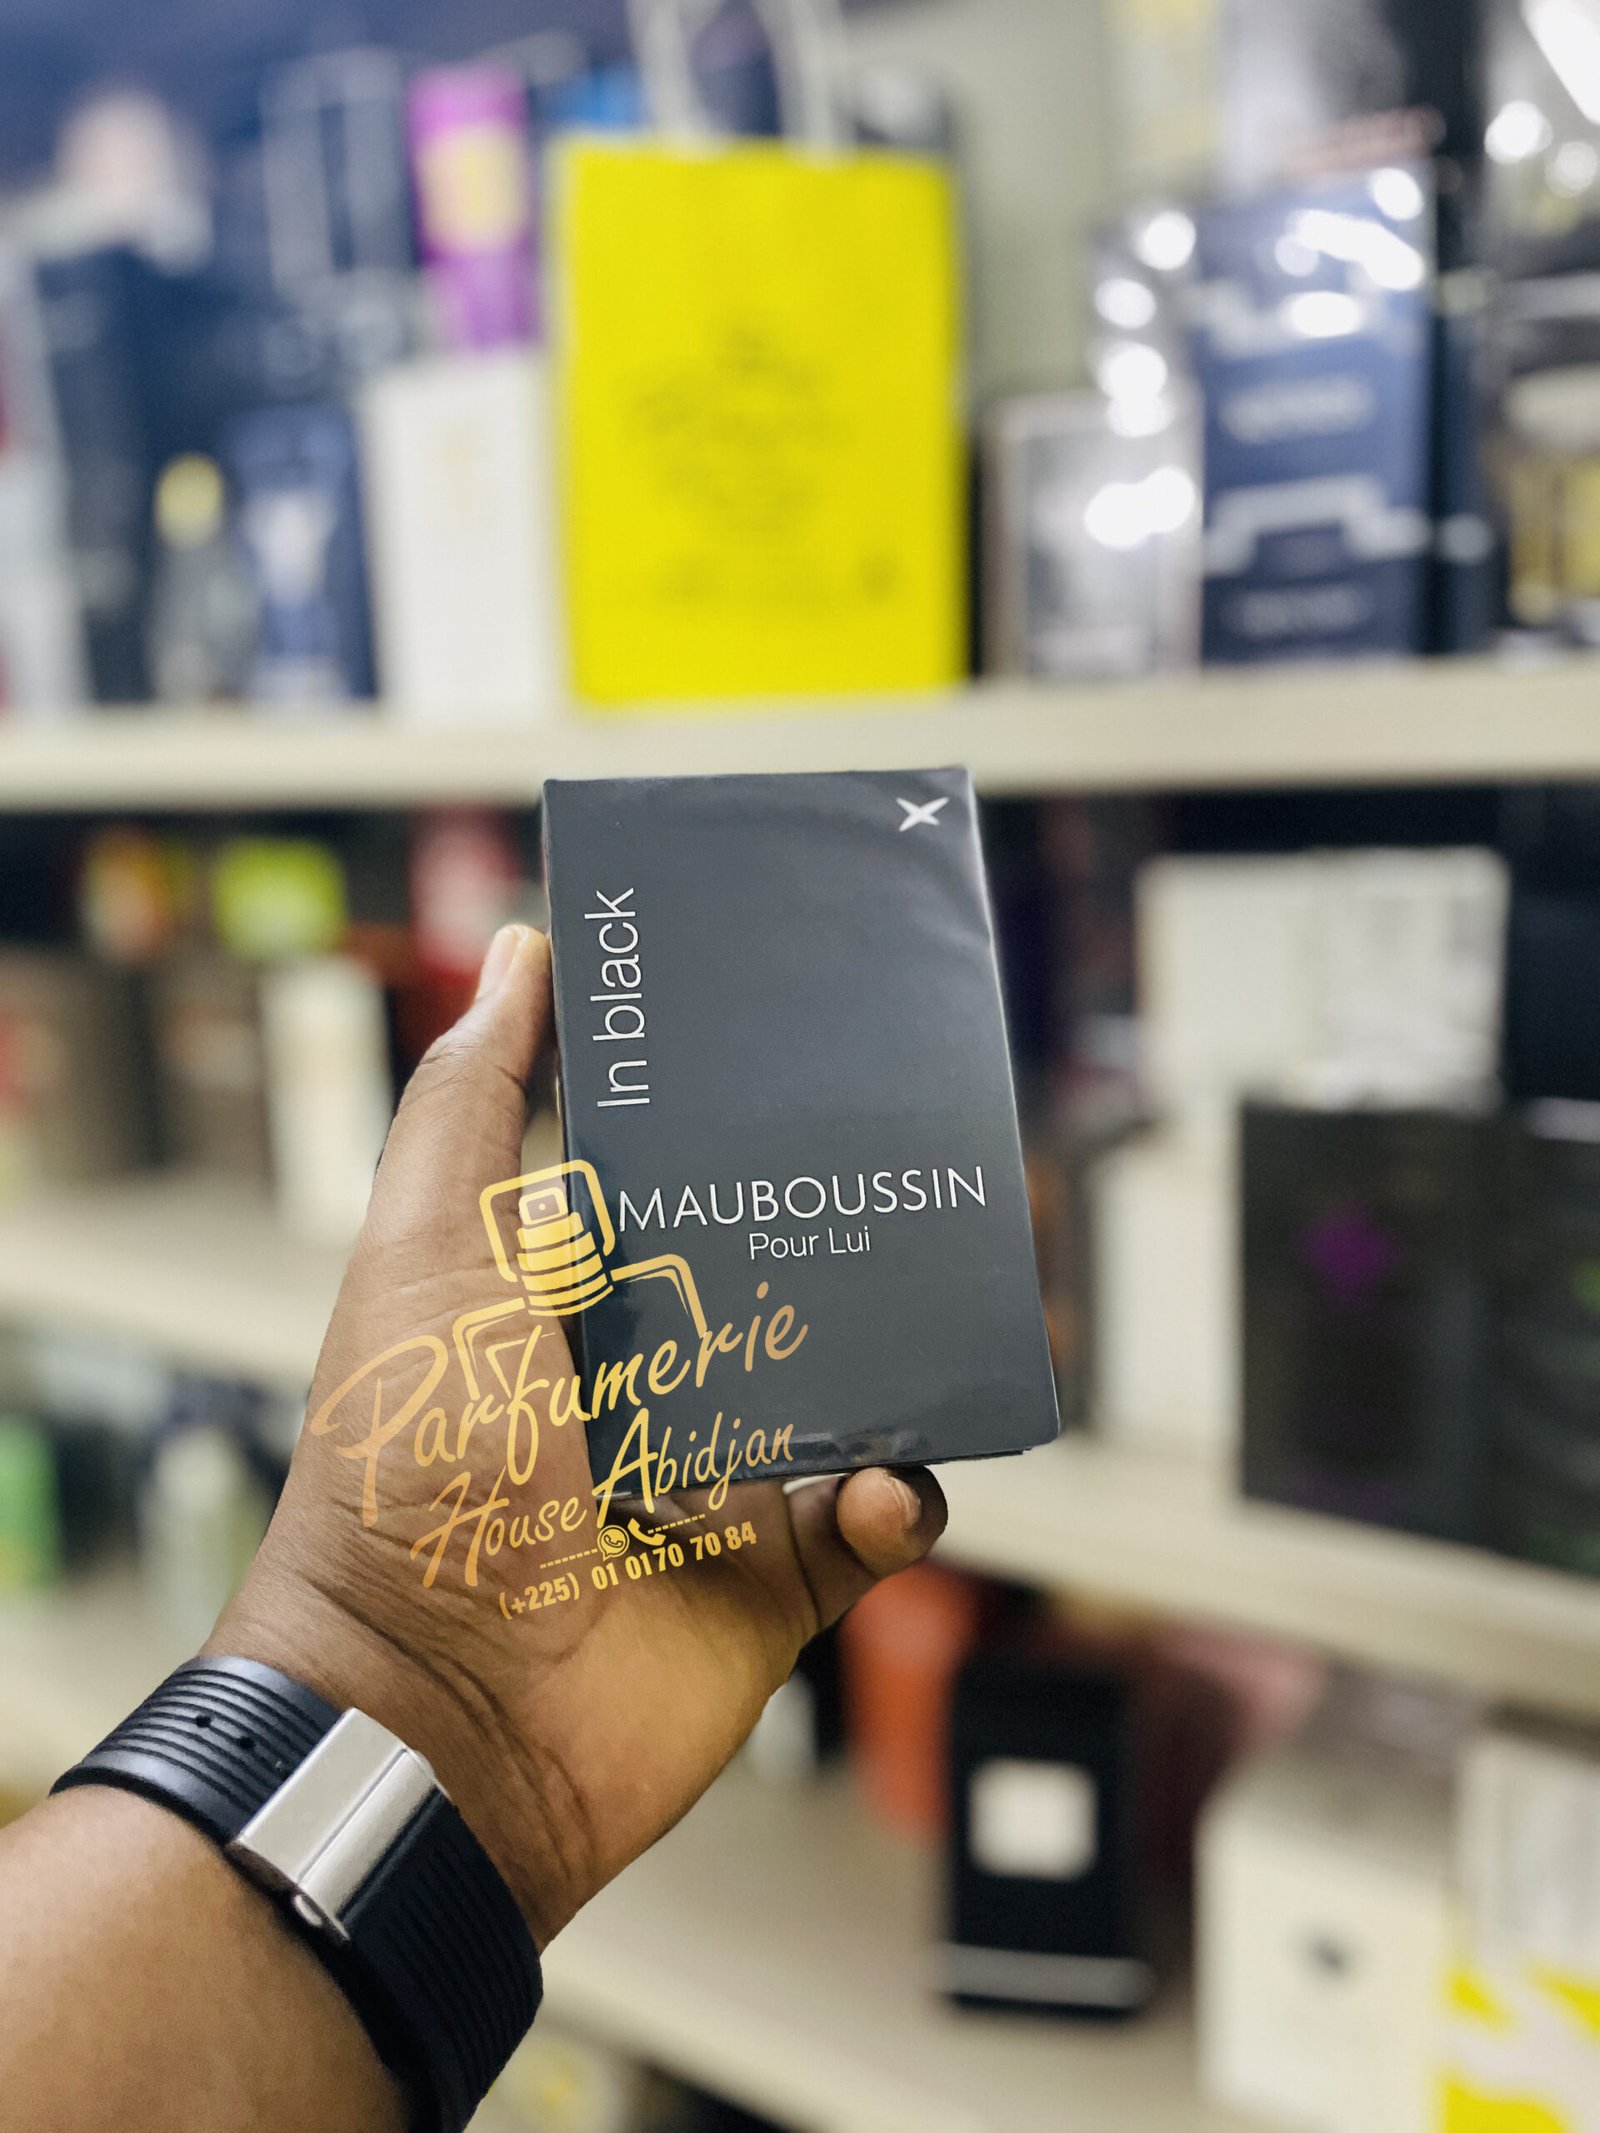 In black
MAUBOUSSIN
Pour Lui
Parfumerie
House Abidjan
(+225) 01 01 70 70 84